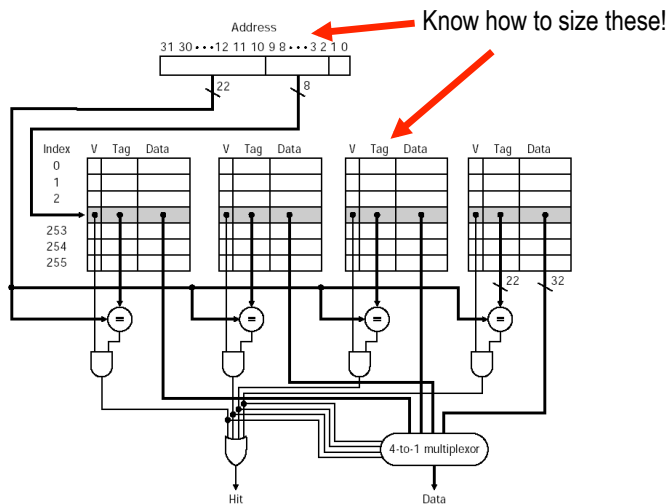 Know how to size these!
Address
31 30 ••• 12 11 10 9 8 ••• 3 2 1 0
22 8
Index V Tag Data V Tag Data V Tag Data V Tag Data
0
1
2
253
254
255
22 32
= = = =
4-to-1 multiplexor
Hit Data